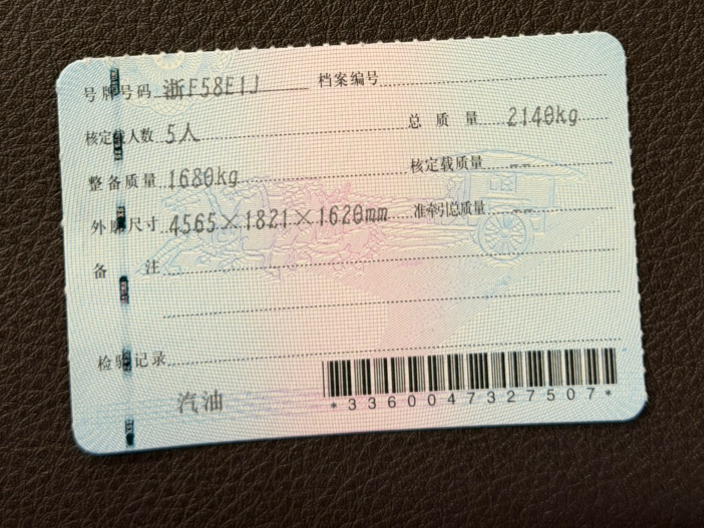 号牌号码 浙F58E1J 档案编号
核定载人数 5人 总质量 2140kg
整备质量 1680kg 核定载质量 --
外廓尺寸 4565×1821×1620mm 准牵引总质量 --
备注
检验记录
汽油
*3360047327507*